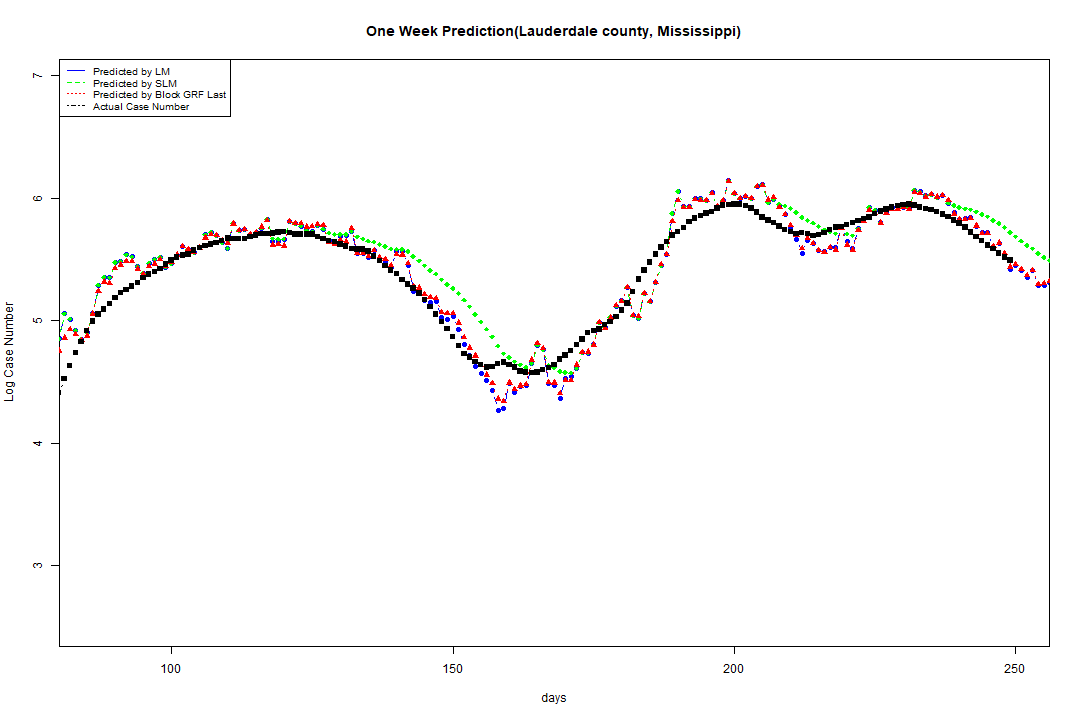 One Week Prediction(Lauderdale county, Mississippi)
Predicted by LM
Predicted by SLM
Predicted by Block GRF Last
Actual Case Number
7
6
5
4
3
Log Case Number
100 150 200 250
days